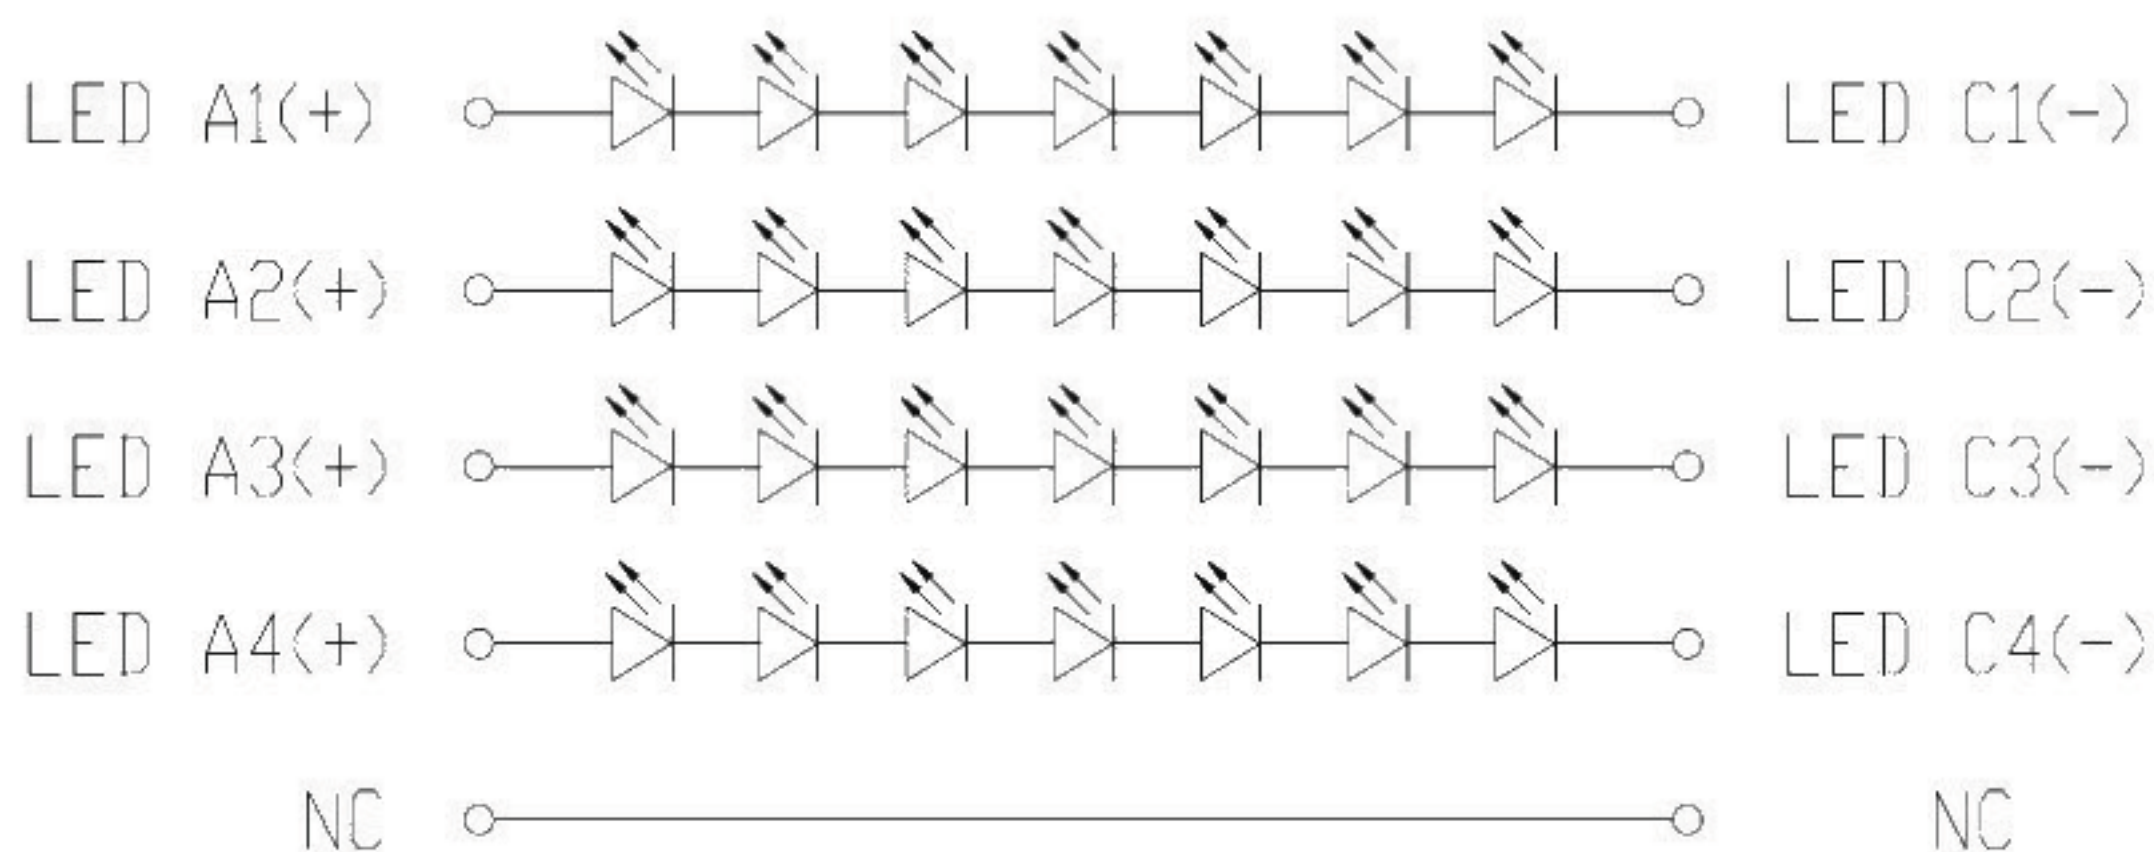 LED A1(+) LED C1(-)
LED A2(+) LED C2(-)
LED A3(+) LED C3(-)
LED A4(+) LED C4(-)
NC NC